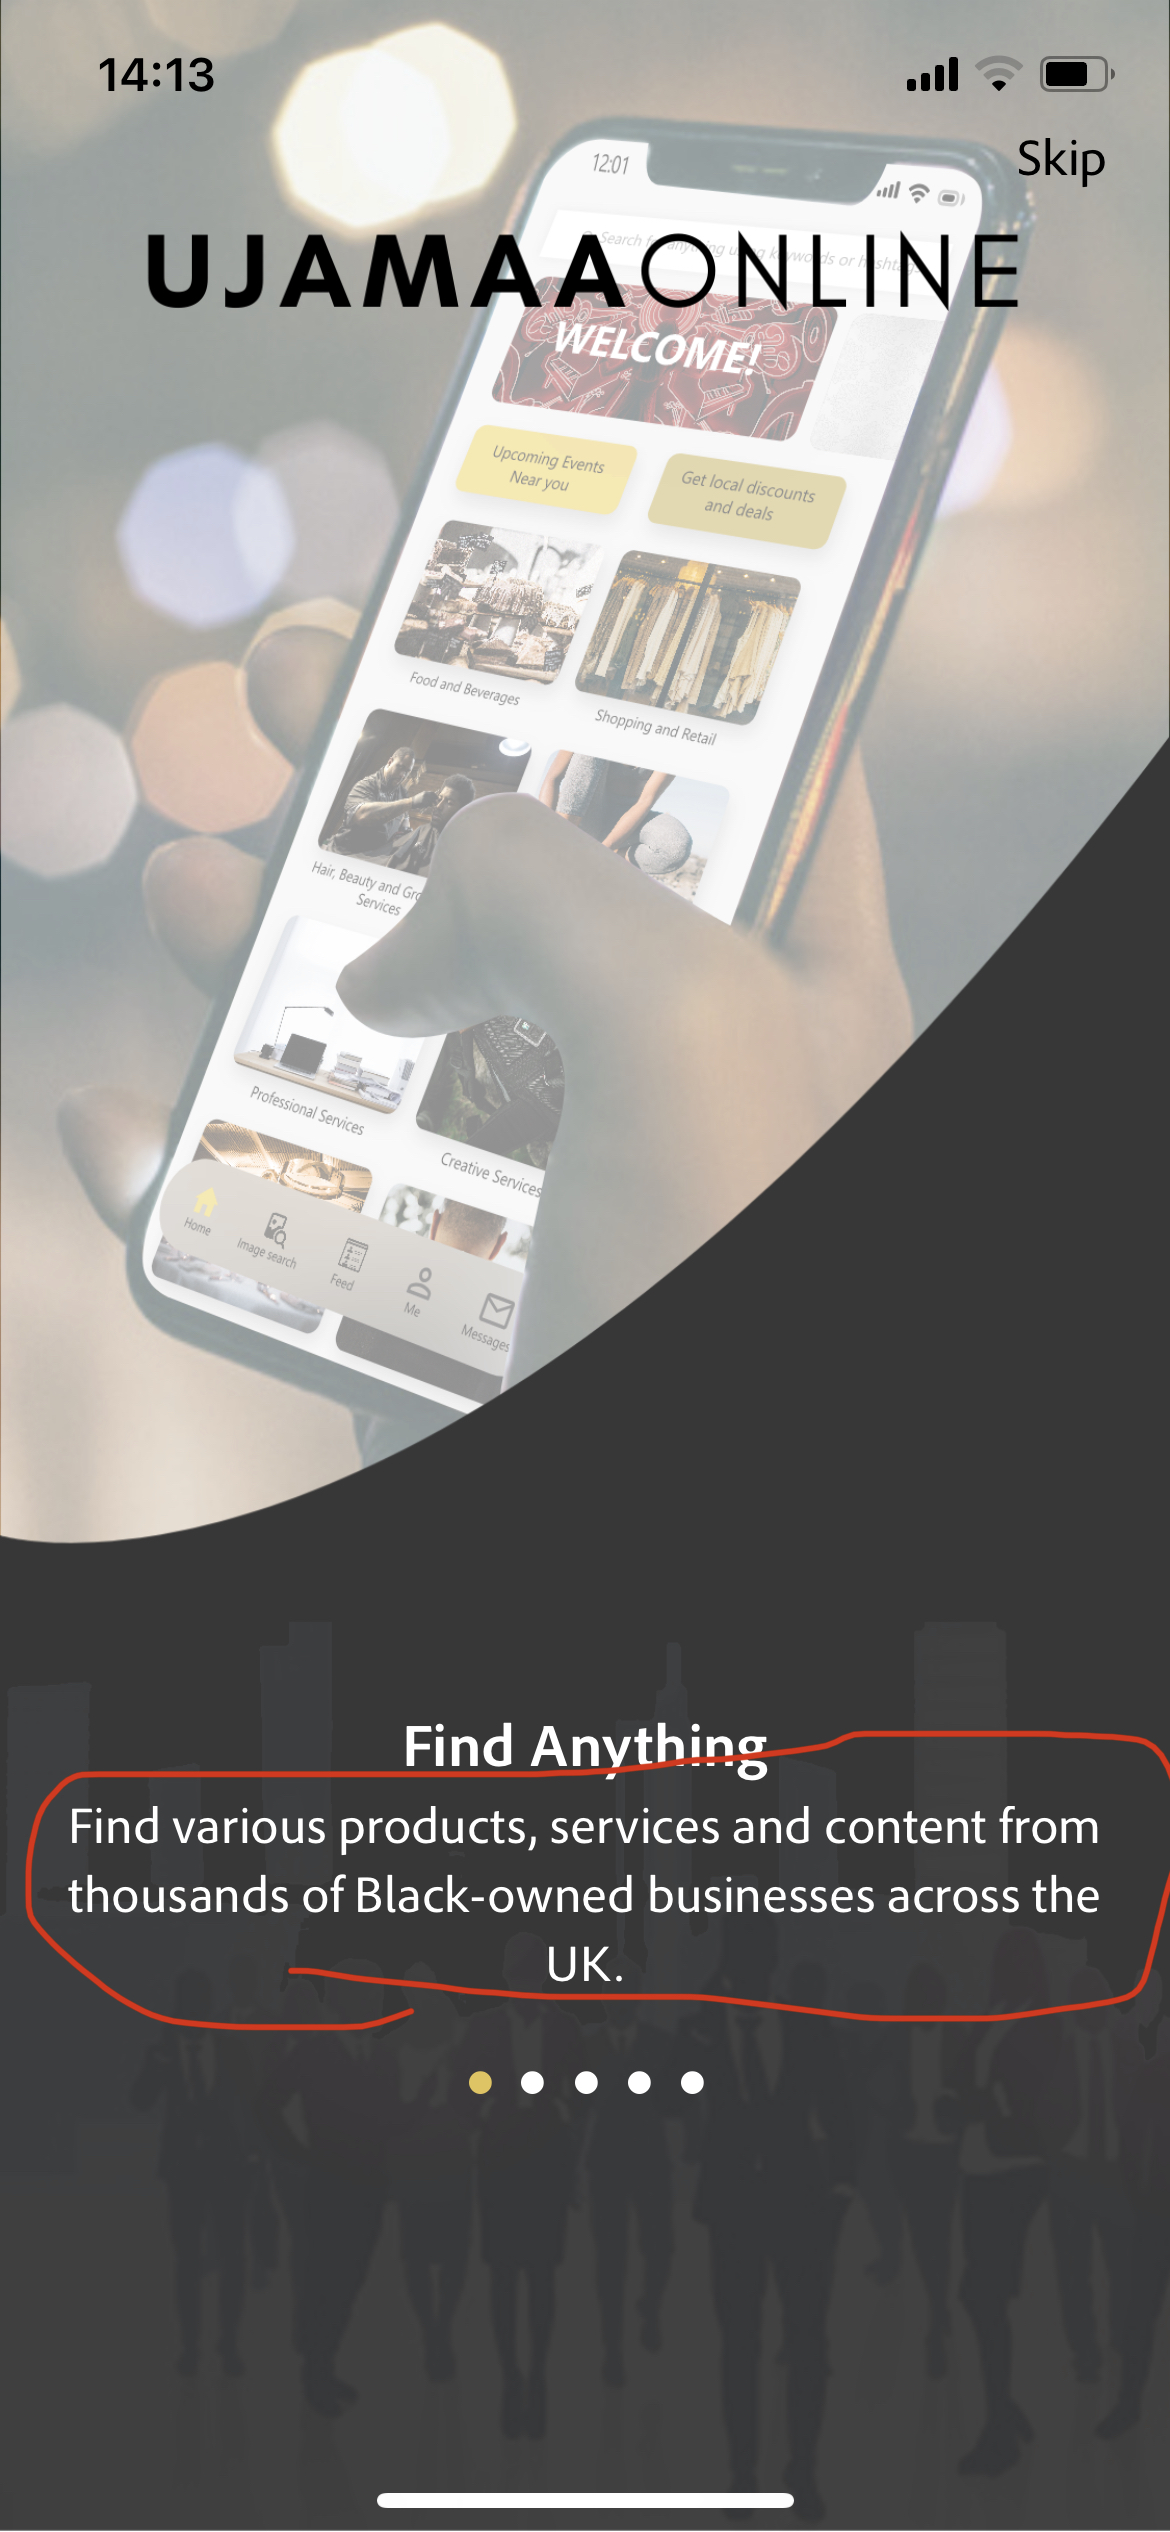 14:13
Skip
12:01
Search for anything using keywords or hashtags
UJAMAAONLINE
WELCOME!
Upcoming Events
Near you
Get local discounts
and deals
Food and Beverages
Shopping and Retail
Hair, Beauty and
Services
Professional Services
Creative Services
Home
Image search
Feed
Me
Messages
Find Anything
Find various products, services and content from
thousands of Black-owned businesses across the
UK.